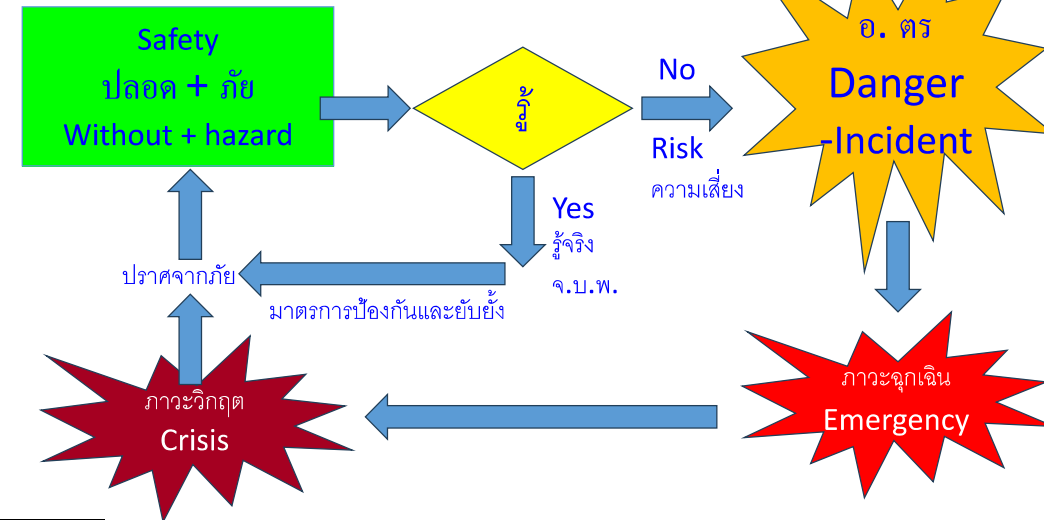 Safety
ปลอด + ภัย
Without + hazard
รู้
No
Risk
ความเสี่ยง
อ. ตร
Danger
-Incident
Yes
รู้จริง
จ.บ.พ.
ปราศจากภัย
มาตรการป้องกันและยับยั้ง
ภาวะวิกฤต
Crisis
ภาวะฉุกเฉิน
Emergency